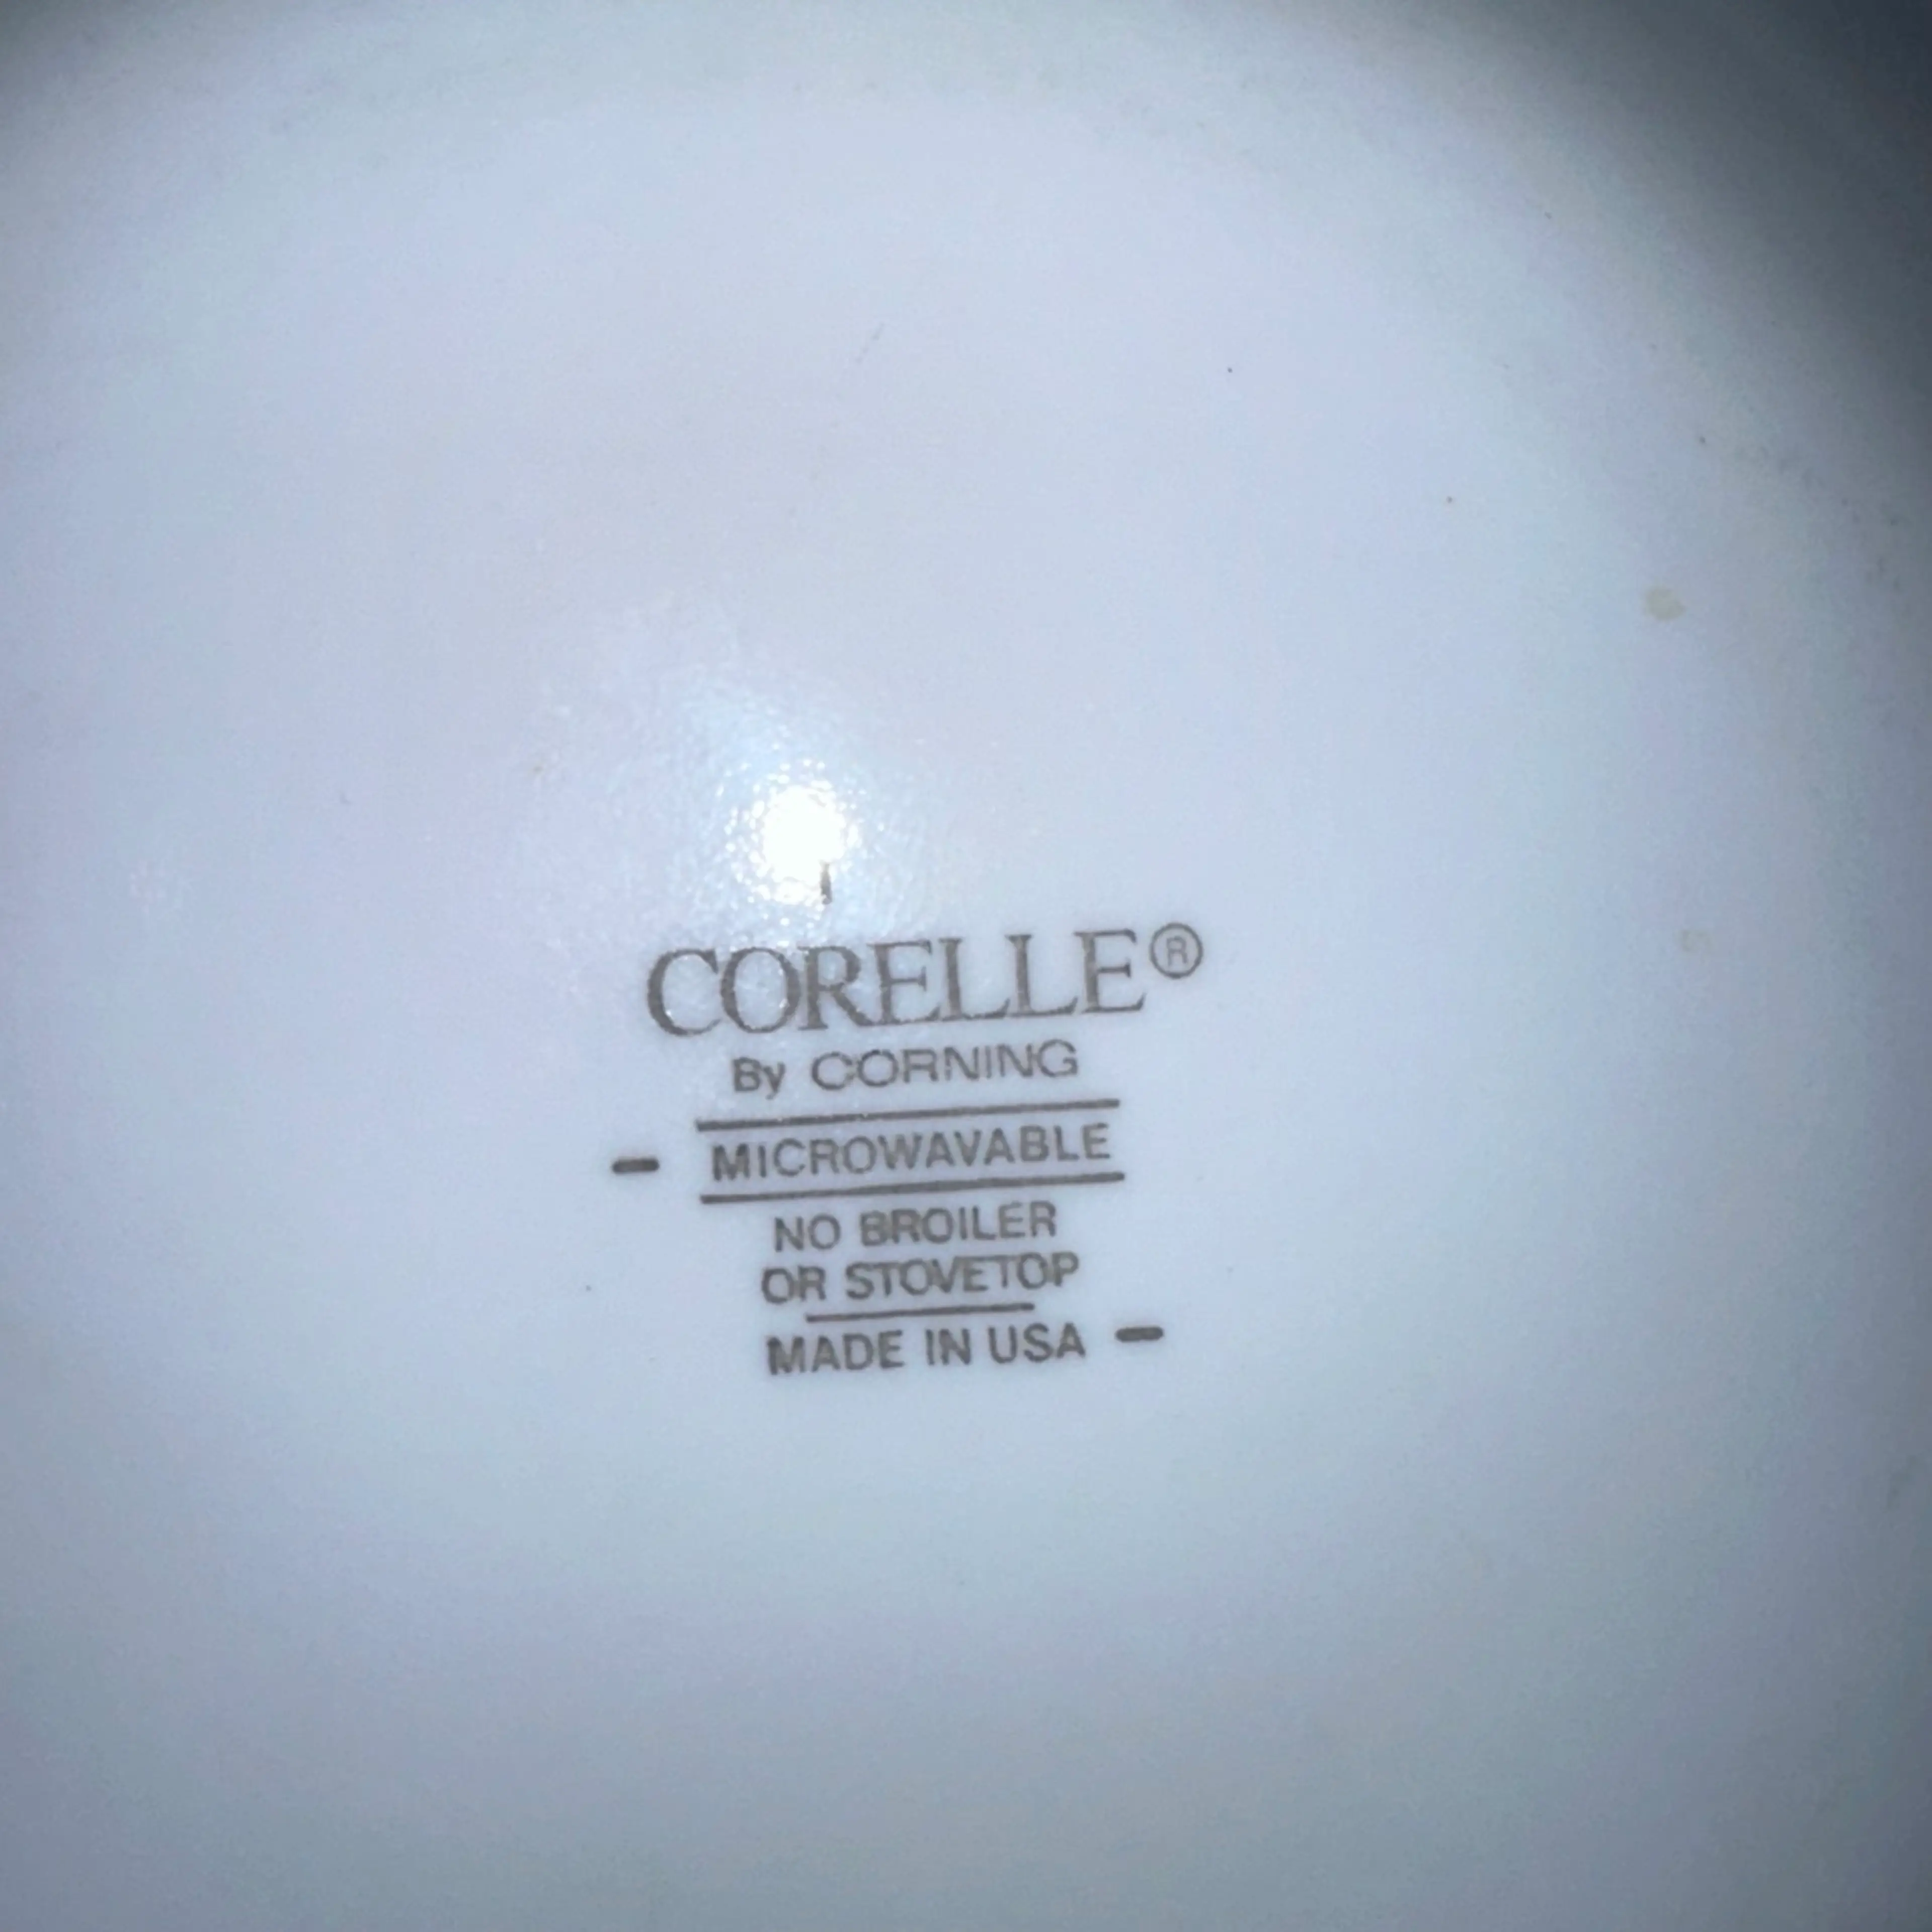 CORELLE®
By CORNING
- MICROWAVABLE
NO BROILER
OR STOVETOP
MADE IN USA -